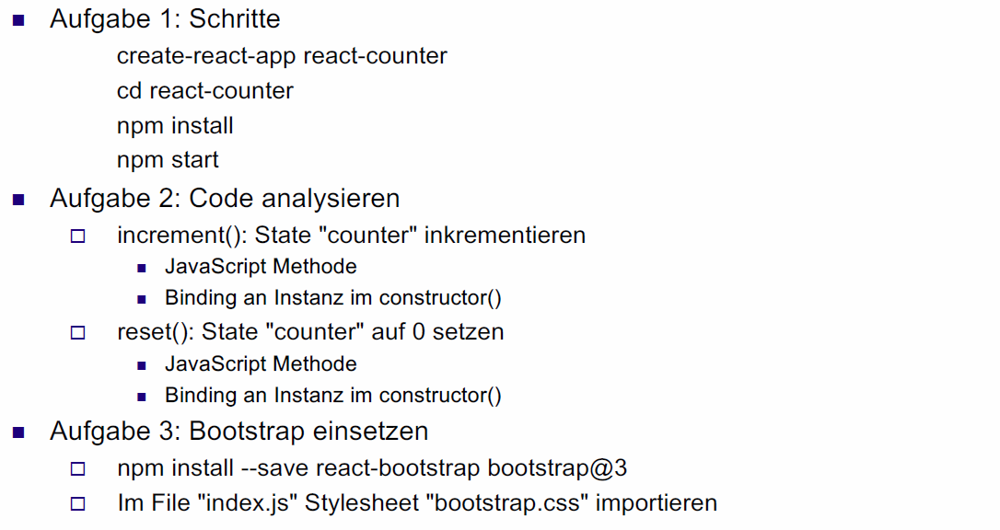 Aufgabe 1: Schritte
create-react-app react-counter
cd react-counter
npm install
npm start
Aufgabe 2: Code analysieren
increment(): State "counter" inkrementieren
JavaScript Methode
Binding an Instanz im constructor()
reset(): State "counter" auf 0 setzen
JavaScript Methode
Binding an Instanz im constructor()
Aufgabe 3: Bootstrap einsetzen
npm install --save react-bootstrap bootstrap@3
Im File "index.js" Stylesheet "bootstrap.css" importieren